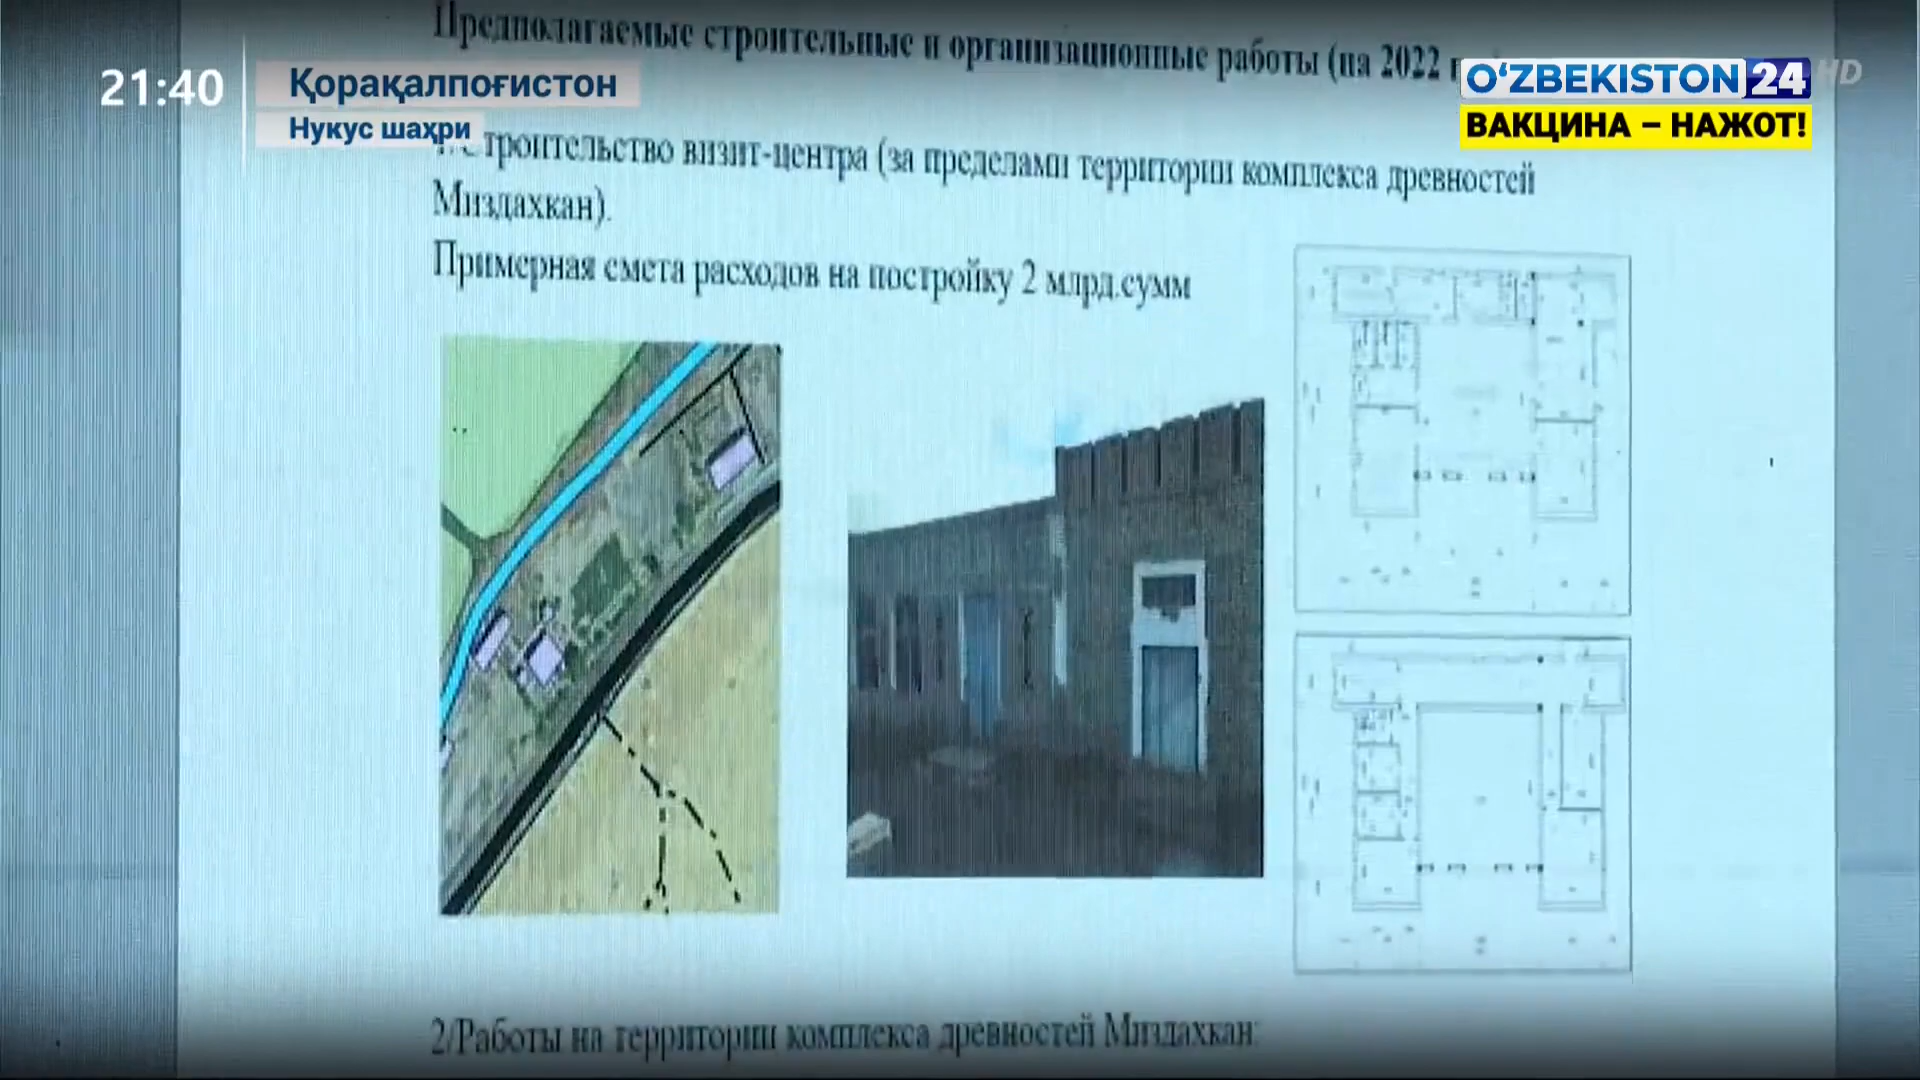 Предполагаемые строительные и организационные работы (на 2022
21:40
Қорақалпоғистон
Нукус шаҳри
O‘ZBEKISTON 24 HD
ВАКЦИНА – НАЖОТ!
Строительство визит-центра (за пределами территории комплекса древностей
Миздахкан).
Примерная смета расходов на постройку 2 млрд.сумм
2/Работы на территории комплекса древностей Миздахкан: